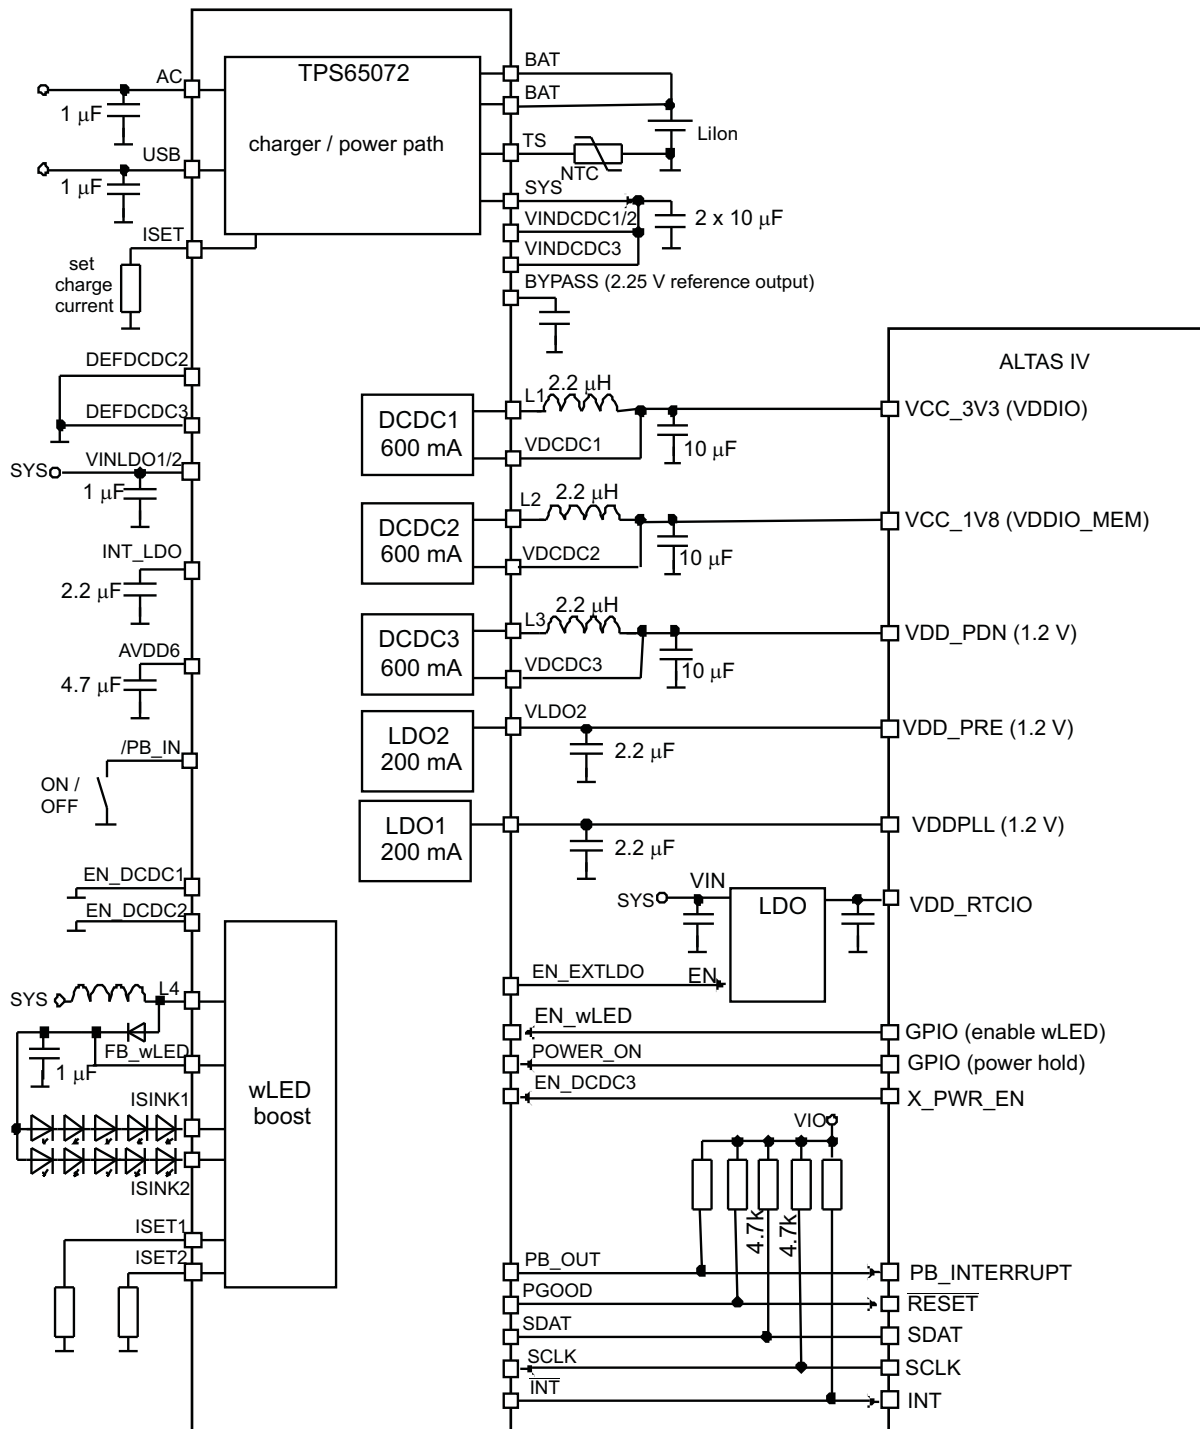 TPS65072
charger / power path
AC
1 μF
USB
1 μF
ISET
set
charge
current
BAT
BAT
LiIon
TS
NTC
SYS
VINDCDC1/2
2 x 10 μF
VINDCDC3
BYPASS (2.25 V reference output)
DEFDCDC2
DEFDCDC3
SYS
VINLDO1/2
1 μF
INT_LDO
2.2 μF
AVDD6
4.7 μF
/PB_IN
ON /
OFF
EN_DCDC1
EN_DCDC2
SYS
L4
FB_wLED
1 μF
ISINK1
ISINK2
ISET1
ISET2
wLED
boost
DCDC1
600 mA
L1
2.2 μH
VDCDC1
10 μF
DCDC2
600 mA
L2
2.2 μH
VDCDC2
10 μF
DCDC3
600 mA
L3
2.2 μH
VDCDC3
10 μF
LDO2
200 mA
VLDO2
2.2 μF
LDO1
200 mA
2.2 μF
SYS
VIN
LDO
EN_EXTLDO
EN
EN_wLED
POWER_ON
EN_DCDC3
VIO
4.7k
4.7k
PB_OUT
PGOOD
SDAT
SCLK
INT
ALTAS IV
VCC_3V3 (VDDIO)
VCC_1V8 (VDDIO_MEM)
VDD_PDN (1.2 V)
VDD_PRE (1.2 V)
VDDPLL (1.2 V)
VDD_RTCIO
GPIO (enable wLED)
GPIO (power hold)
X_PWR_EN
PB_INTERRUPT
RESET
SDAT
SCLK
INT